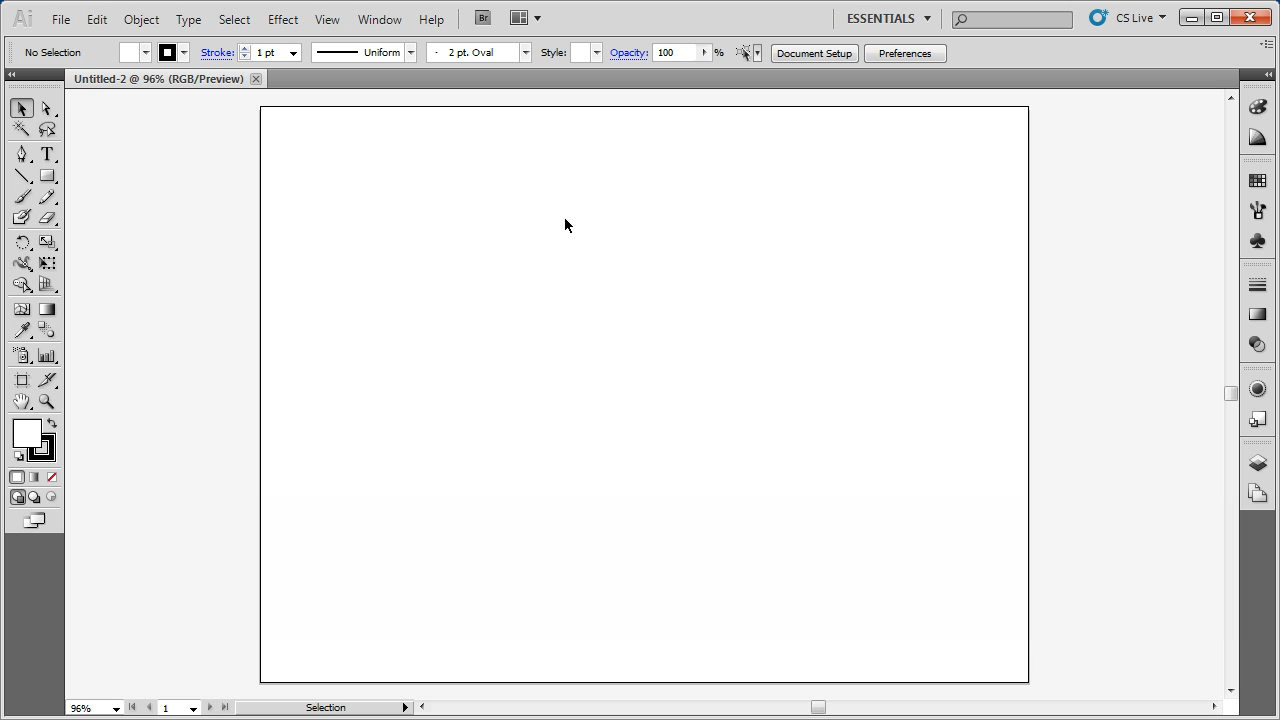 Ai File Edit Object Type Select Effect View Window Help Br ESSENTIALS CS Live
No Selection Stroke: 1 pt Uniform 2 pt. Oval Style: Opacity: 100 % Document Setup Preferences
Untitled-2 @ 96% (RGB/Preview)
T
96% 1 Selection